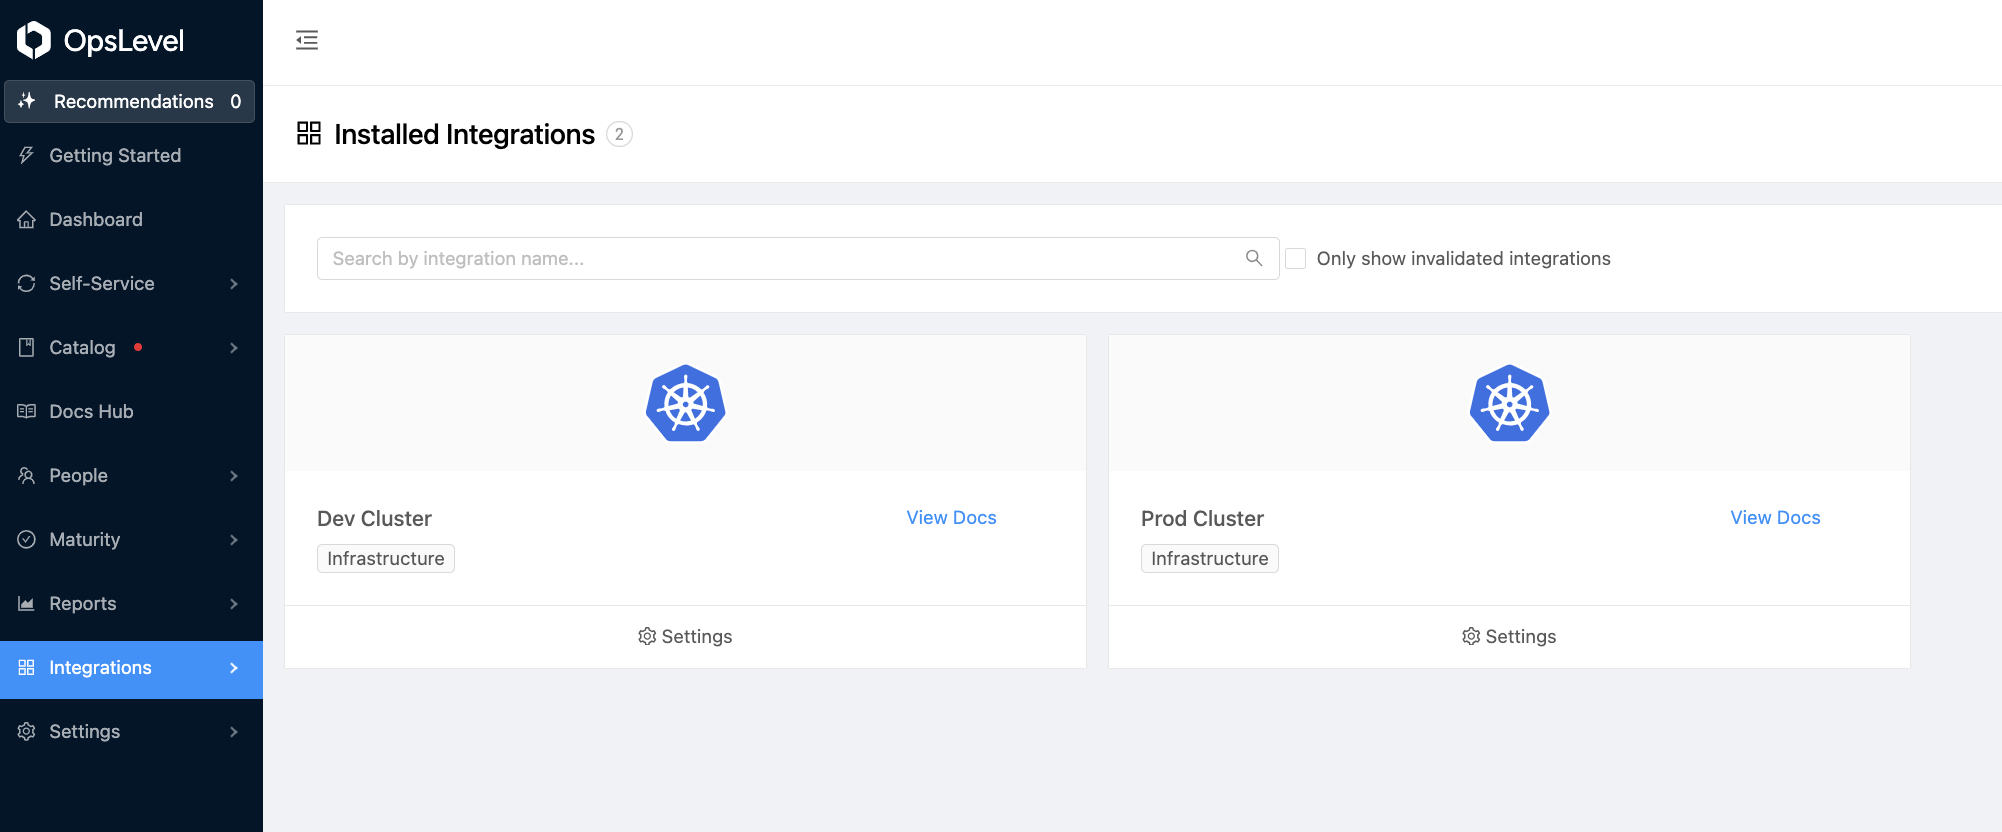 OpsLevel
Recommendations 0
Getting Started
Dashboard
Self-Service
Catalog
Docs Hub
People
Maturity
Reports
Integrations
Settings
Installed Integrations 2
Search by integration name...
Only show invalidated integrations
Dev Cluster
View Docs
Infrastructure
Settings
Prod Cluster
View Docs
Infrastructure
Settings